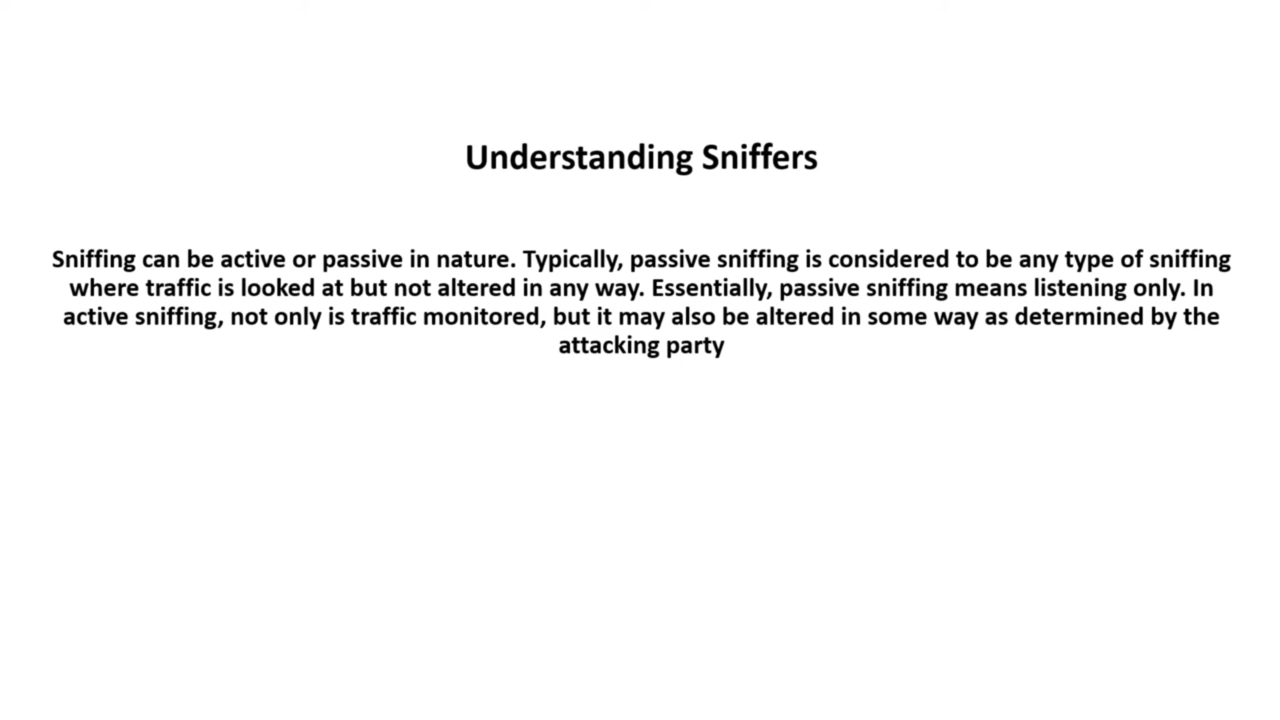 Understanding Sniffers
Sniffing can be active or passive in nature. Typically, passive sniffing is considered to be any type of sniffing
where traffic is looked at but not altered in any way. Essentially, passive sniffing means listening only. In
active sniffing, not only is traffic monitored, but it may also be altered in some way as determined by the
attacking party